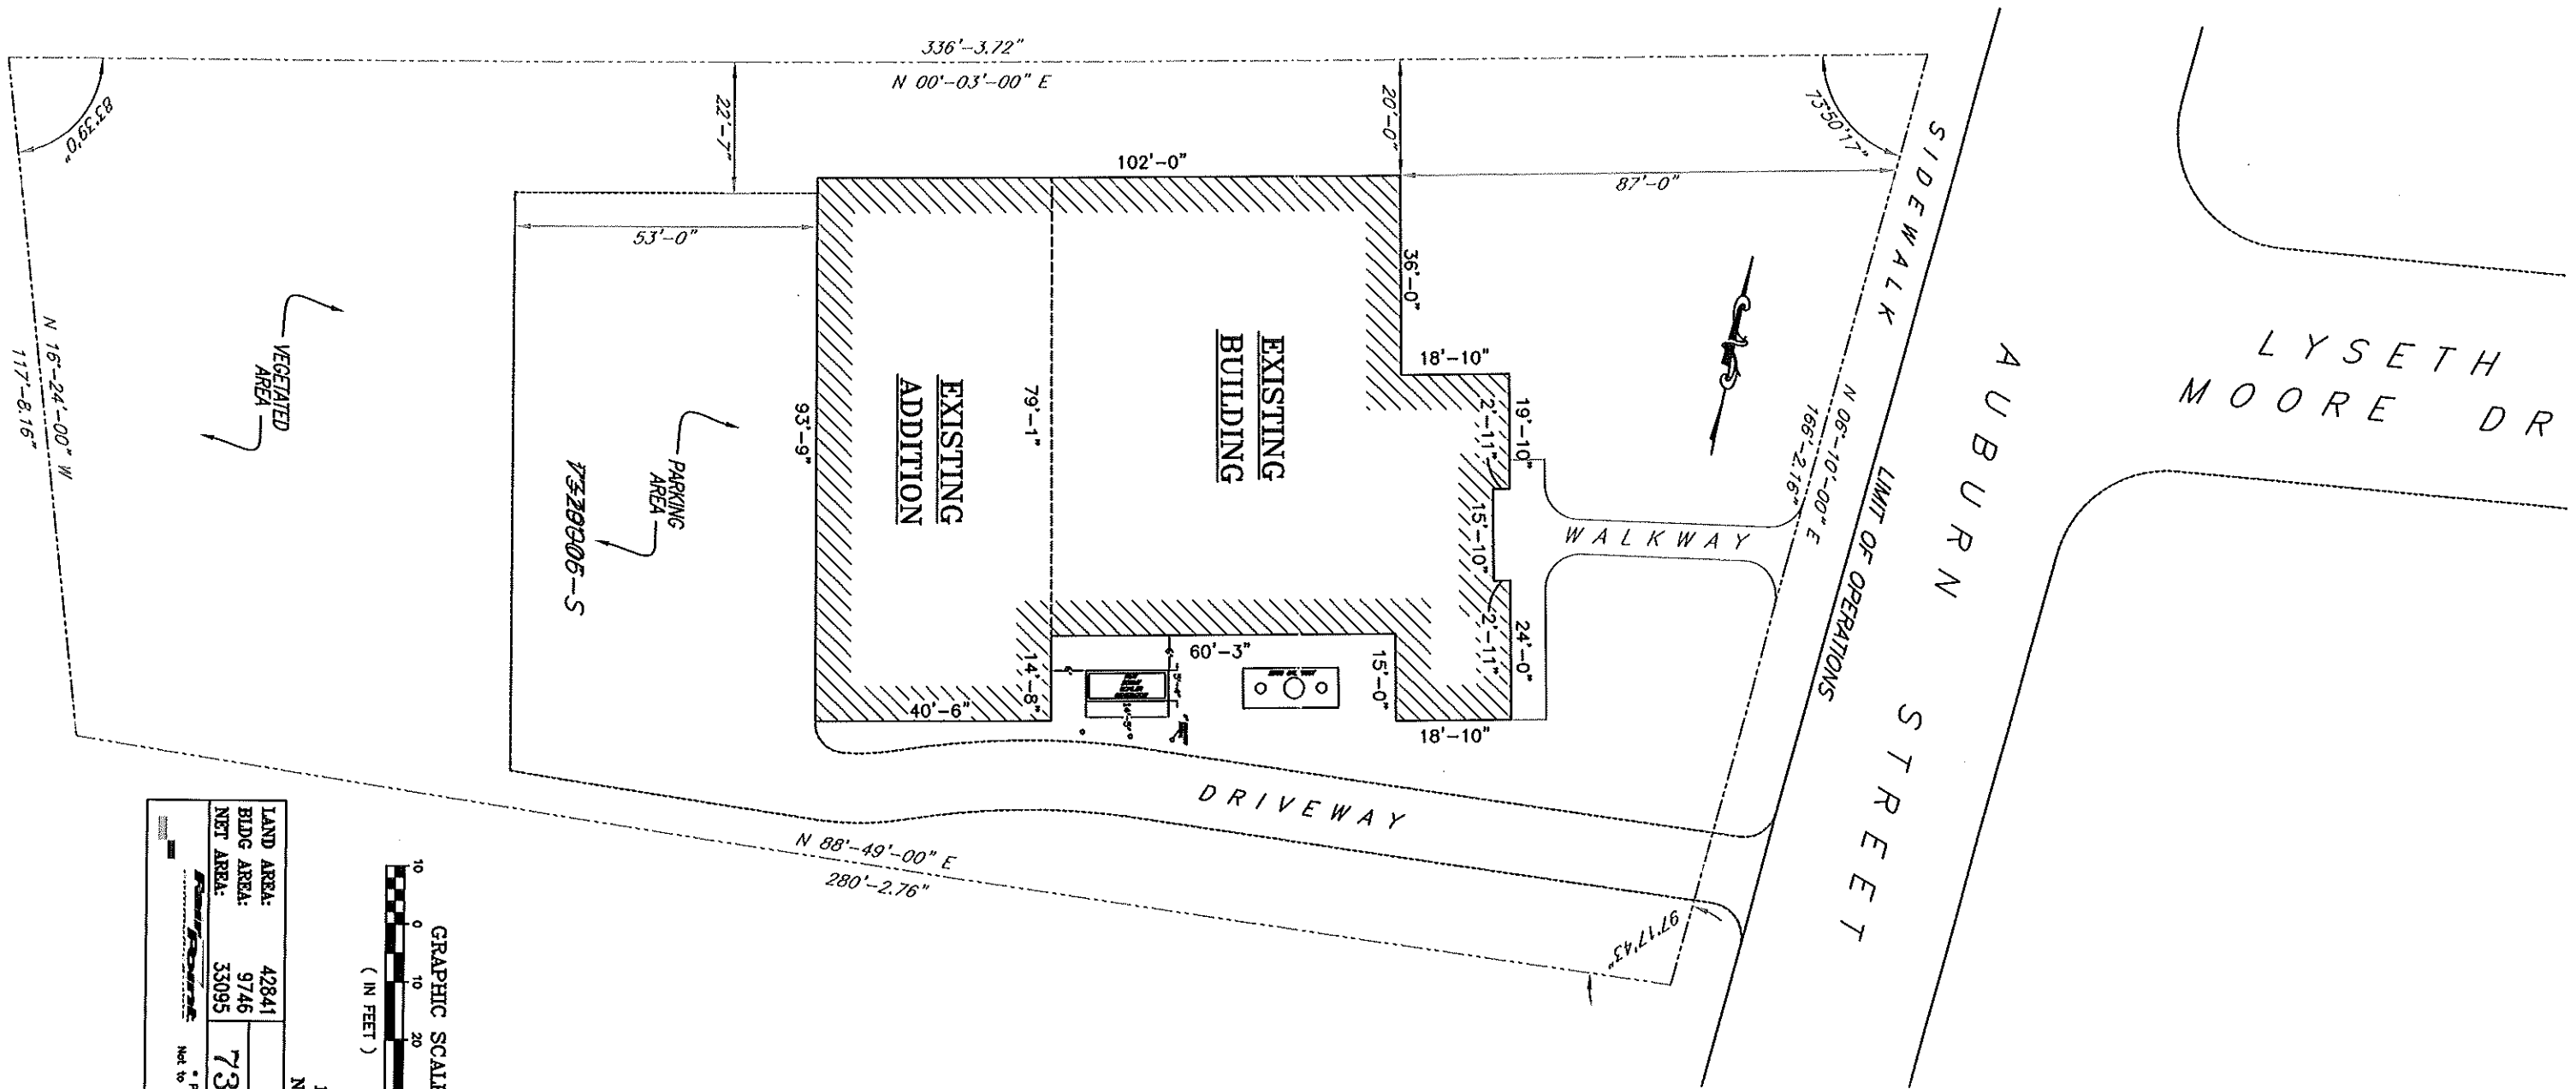 336'-3.72"
N 00'-03'-00" E
83°39'0"
22'-7"
20'-0"
73°50'17"
102'-0"
87'-0"
53'-0"
36'-0"
18'-10"
19'-10"
2'-11"
15'-10"
2'-11"
24'-0"
15'-0"
18'-10"
60'-3"
14'-8"
40'-6"
79'-1"
93'-9"
EXISTING
BUILDING
EXISTING
ADDITION
PARKING
AREA
VEGETATED
AREA
N 16'-24'-00" W
117'-8.16"
SIDEWALK
N 06'-10'-00" E
166'-2.16"
LIMIT OF OPERATIONS
WALKWAY
AUBURN STREET
LYSETH
MOORE DR
DRIVEWAY
N 88'-49'-00" E
280'-2.76"
97°17'43"
GRAPHIC SCALE
10 0 10 20
( IN FEET )
LAND AREA: 42841
BLDG AREA: 9746
NET AREA: 33095
73
Not to